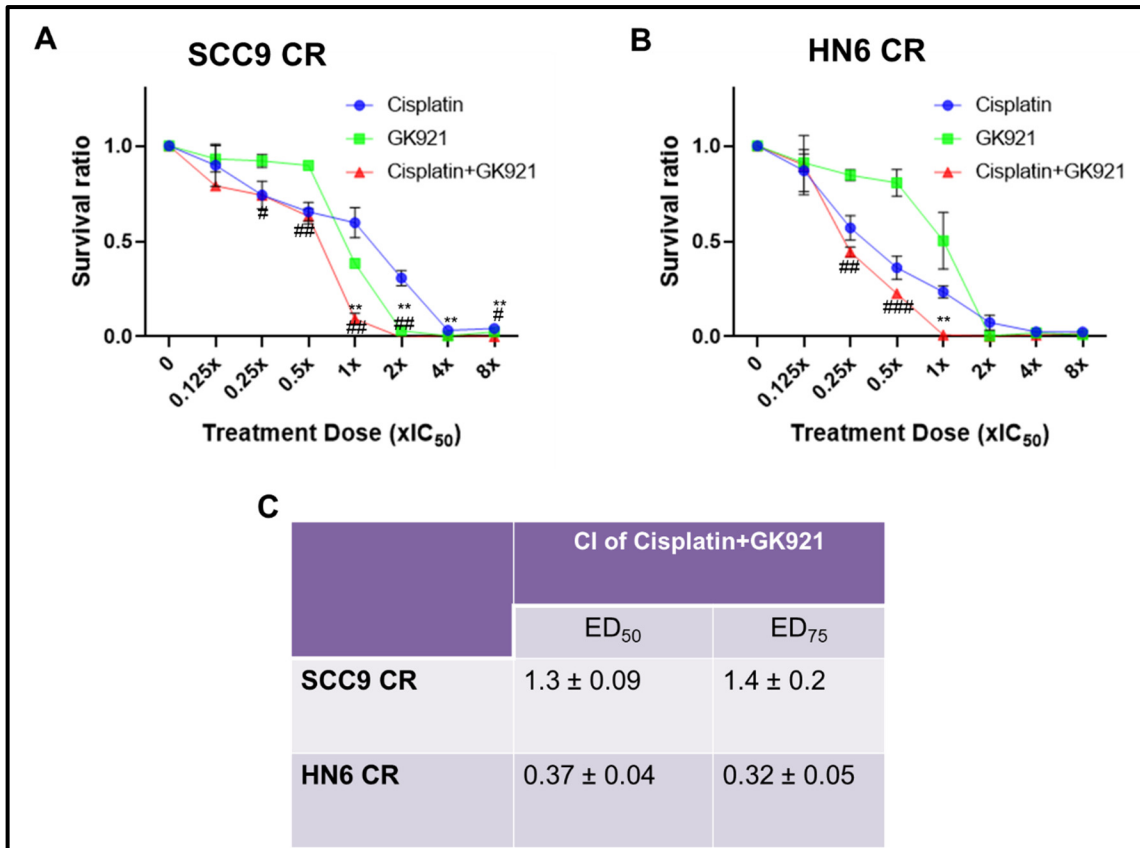 A
SCC9 CR
Survival ratio
1.0
0.5
0.0
Cisplatin
GK921
Cisplatin+GK921
#
##
**
##
**
##
**
**
#
0
0.125x
0.25x
0.5x
1x
2x
4x
8x
Treatment Dose (xIC50)
B
HN6 CR
Survival ratio
1.0
0.5
0.0
Cisplatin
GK921
Cisplatin+GK921
##
###
**
0
0.125x
0.25x
0.5x
1x
2x
4x
8x
Treatment Dose (xIC50)
C
CI of Cisplatin+GK921
ED50 ED75
SCC9 CR 1.3 ± 0.09 1.4 ± 0.2
HN6 CR 0.37 ± 0.04 0.32 ± 0.05